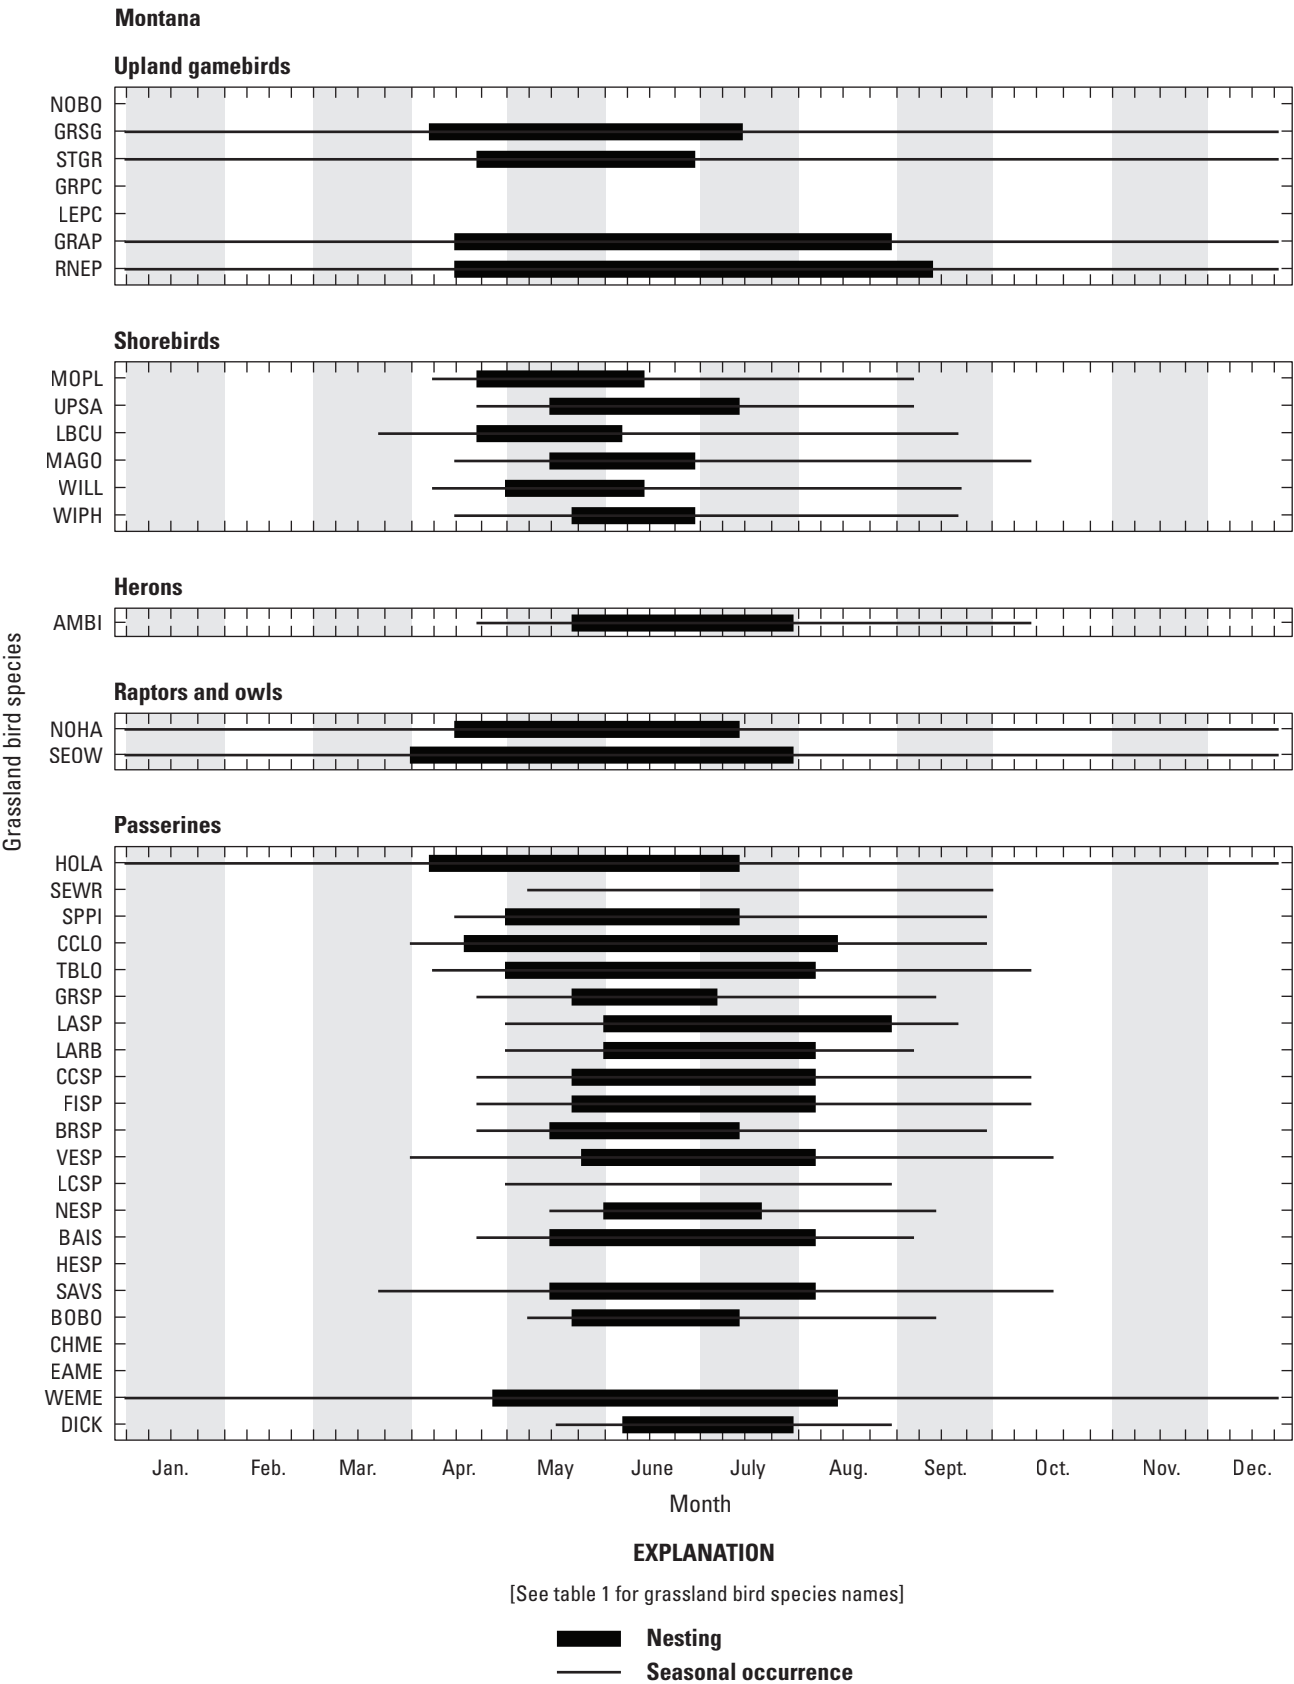 Montana
Upland gamebirds
NOBO
GRSG
STGR
GRPC
LEPC
GRAP
RNEP
Shorebirds
MOPL
UPSA
LBCU
MAGO
WILL
WIPH
Herons
AMBI
Raptors and owls
NOHA
SEOW
Grassland bird species
Passerines
HOLA
SEWR
SPPI
CCLO
TBLO
GRSP
LASP
LARB
CCSP
FISP
BRSP
VESP
LCSP
NESP
BAIS
HESP
SAVS
BOBO
CHME
EAME
WEME
DICK
Jan. Feb. Mar. Apr. May June July Aug. Sept. Oct. Nov. Dec.
Month
EXPLANATION
[See table 1 for grassland bird species names]
Nesting
Seasonal occurrence